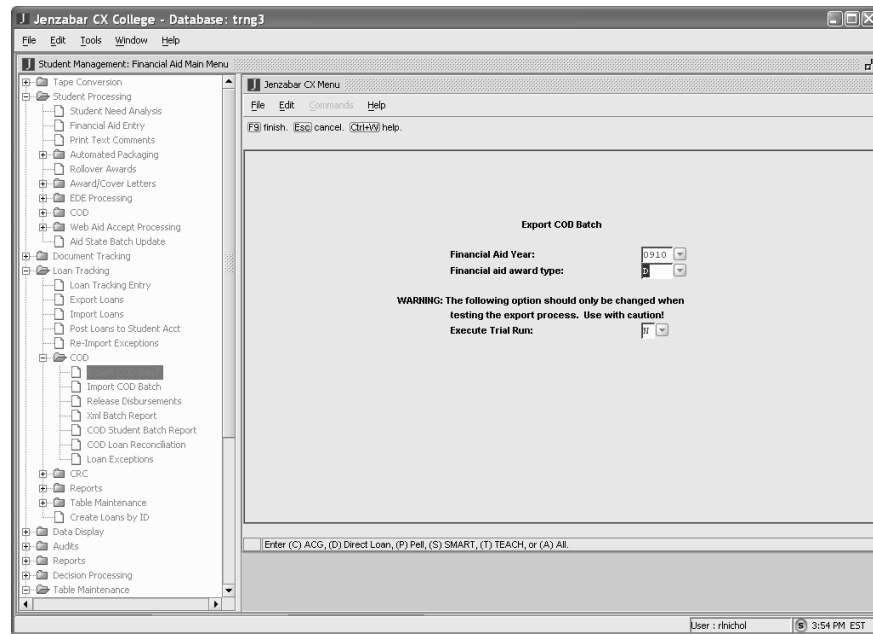 Jenzabar CX College - Database: trng3
File Edit Tools Window Help
Student Management: Financial Aid Main Menu
Tape Conversion
Student Processing
Student Need Analysis
Financial Aid Entry
Print Text Comments
Automated Packaging
Rollover Awards
Award/Cover Letters
EDE Processing
COD
Web Aid Accept Processing
Aid State Batch Update
Document Tracking
Loan Tracking
Loan Tracking Entry
Export Loans
Import Loans
Post Loans to Student Acct
Re-Import Exceptions
COD
Export COD Batch
Import COD Batch
Release Disbursements
Xml Batch Report
COD Student Batch Report
COD Loan Reconciliation
Loan Exceptions
CRC
Reports
Table Maintenance
Create Loans by ID
Data Display
Audits
Reports
Decision Processing
Table Maintenance
Jenzabar CX Menu
File Edit Commands Help
F9 finish. Esc cancel. Ctrl+W help.
Export COD Batch
Financial Aid Year: 0910
Financial aid award type: D
WARNING: The following option should only be changed when
testing the export process. Use with caution!
Execute Trial Run: N
Enter (C) ACG, (D) Direct Loan, (P) Pell, (S) SMART, (T) TEACH, or (A) All.
User : rlnichol S 3:54 PM EST